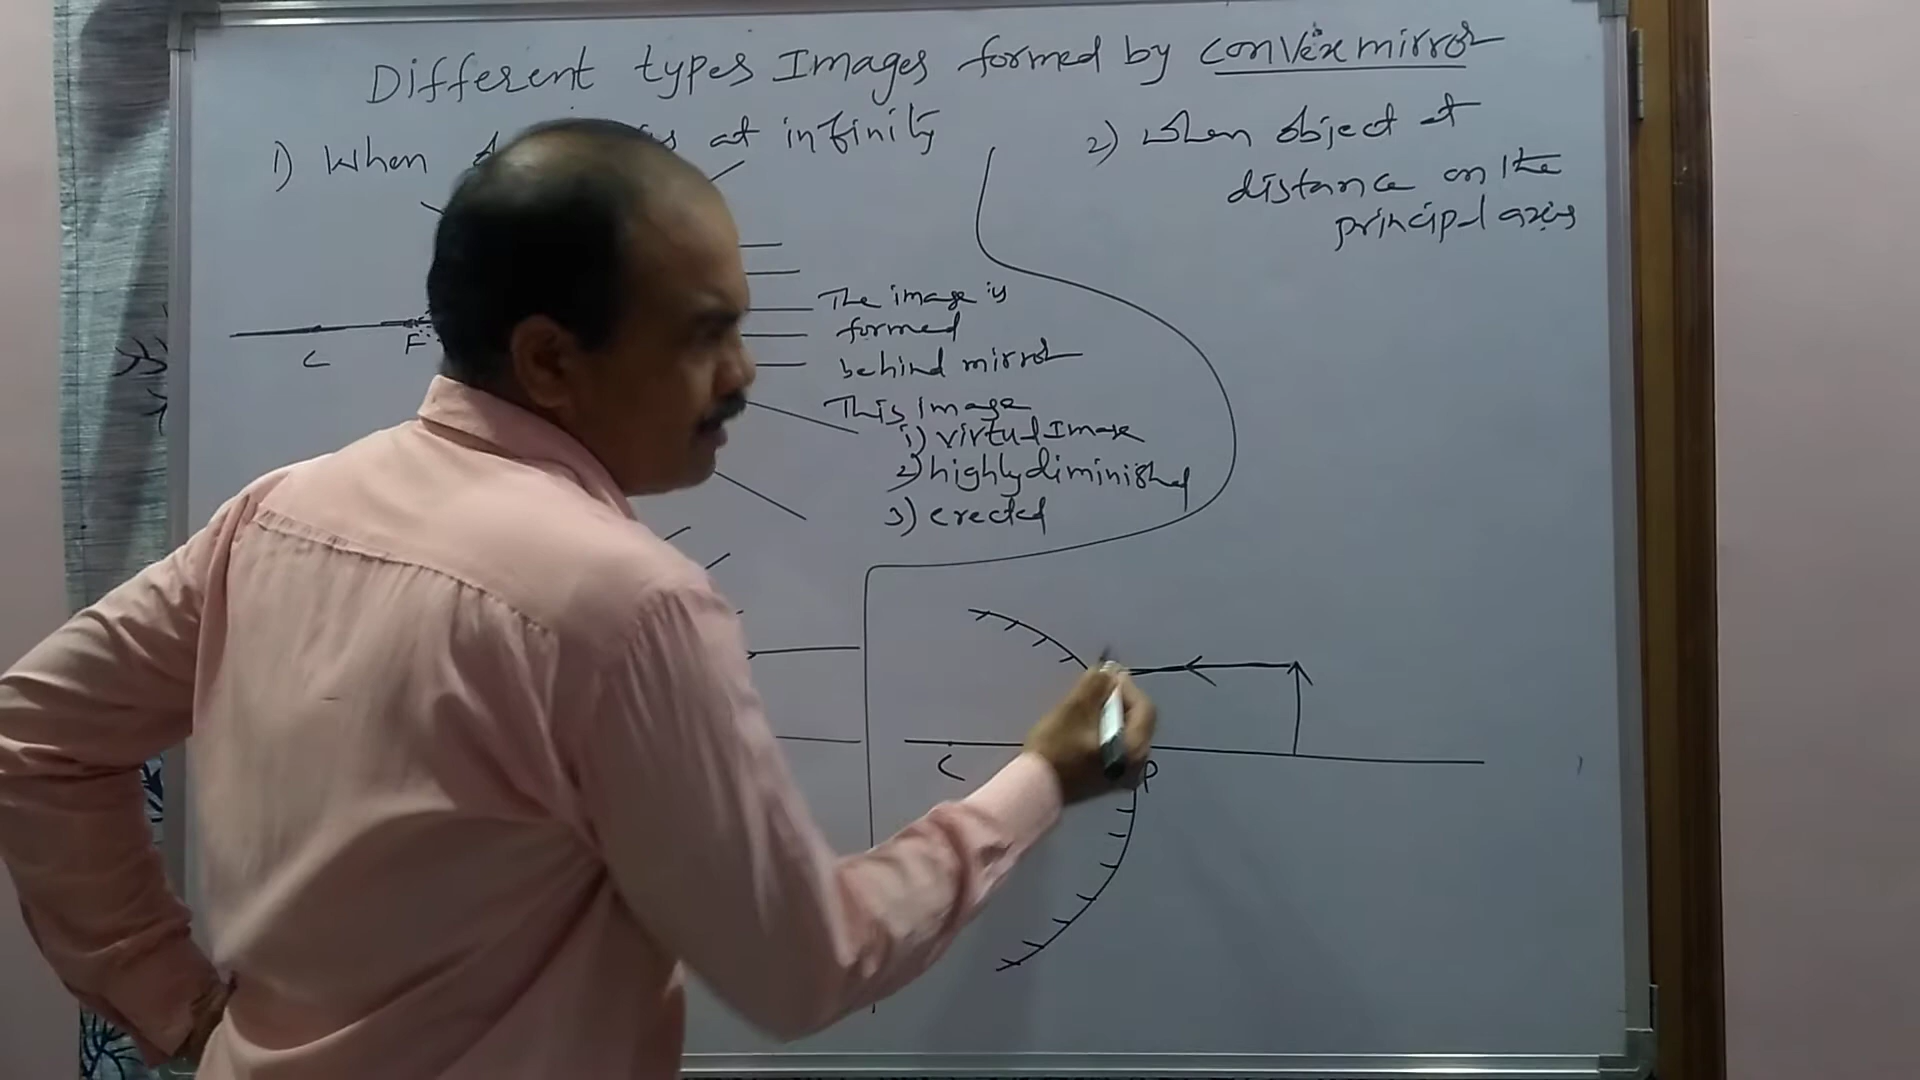 Different types Images formed by convex mirror
1) When is at infinity
2) When object at
distance on the
principal axis
The image is
formed
behind mirror
This Image
1) virtual Image
2) highly diminished
3) erected
C F
C P